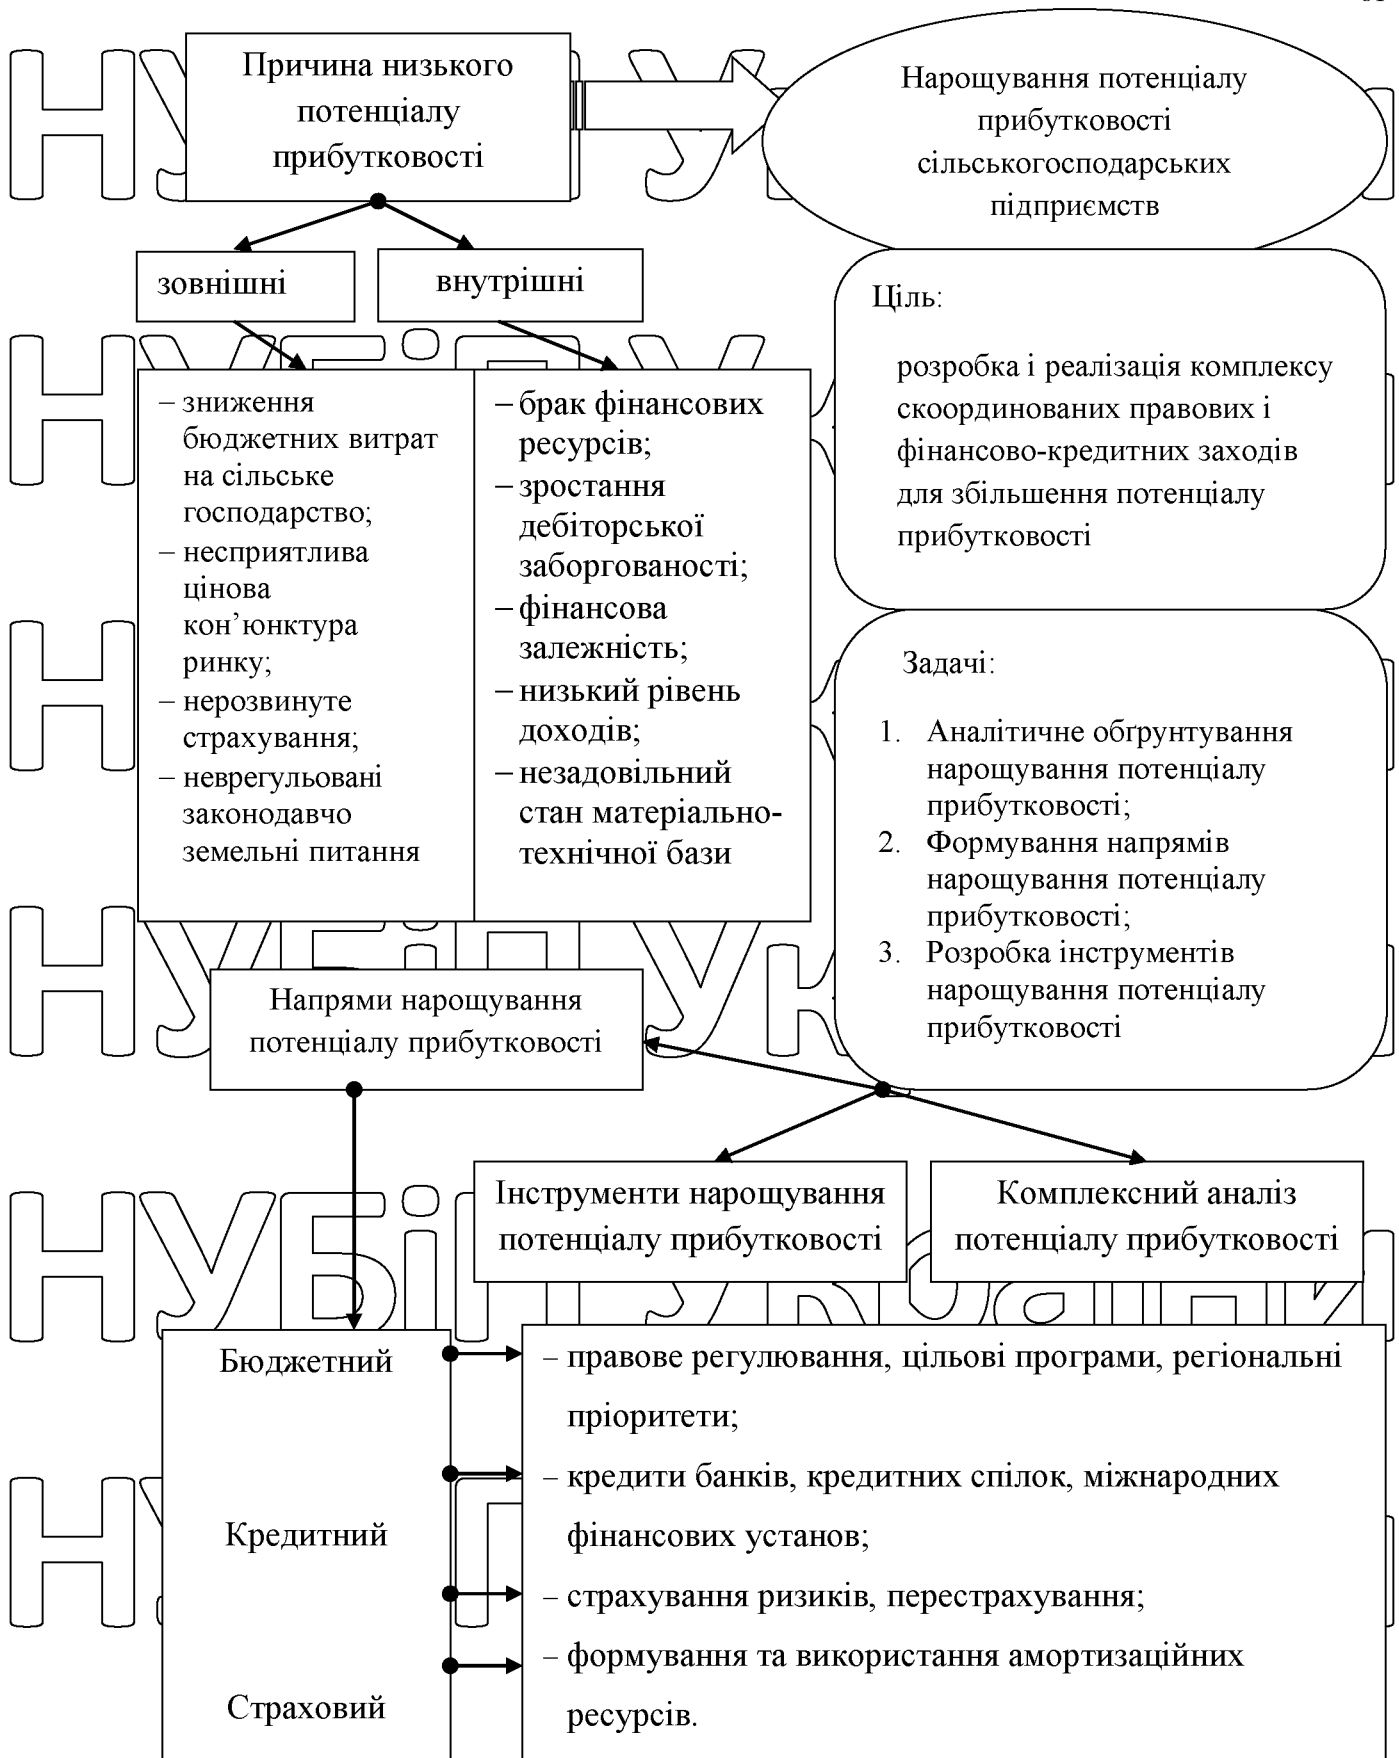 Причина низького
потенціалу
прибутковості
Нарощування потенціалу
прибутковості
сільськогосподарських
підприємств
зовнішні
внутрішні
– зниження
бюджетних витрат
на сільське
господарство;
– несприятлива
цінова
кон’юнктура
ринку;
– нерозвинуте
страхування;
– неврегульовані
законодавчо
земельні питання
– брак фінансових
ресурсів;
– зростання
дебіторської
заборгованості;
– фінансова
залежність;
– низький рівень
доходів;
– незадовільний
стан матеріально-
технічної бази
Ціль:
розробка і реалізація комплексу
скоординованих правових і
фінансово-кредитних заходів
для збільшення потенціалу
прибутковості
Задачі:
1. Аналітичне обґрунтування
нарощування потенціалу
прибутковості;
2. Формування напрямів
нарощування потенціалу
прибутковості;
3. Розробка інструментів
нарощування потенціалу
прибутковості
Напрями нарощування
потенціалу прибутковості
Інструменти нарощування
потенціалу прибутковості
Комплексний аналіз
потенціалу прибутковості
НУБіП України
Бюджетний
Кредитний
Страховий
– правове регулювання, цільові програми, регіональні
пріоритети;
– кредити банків, кредитних спілок, міжнародних
фінансових установ;
– страхування ризиків, перестрахування;
– формування та використання амортизаційних
ресурсів.